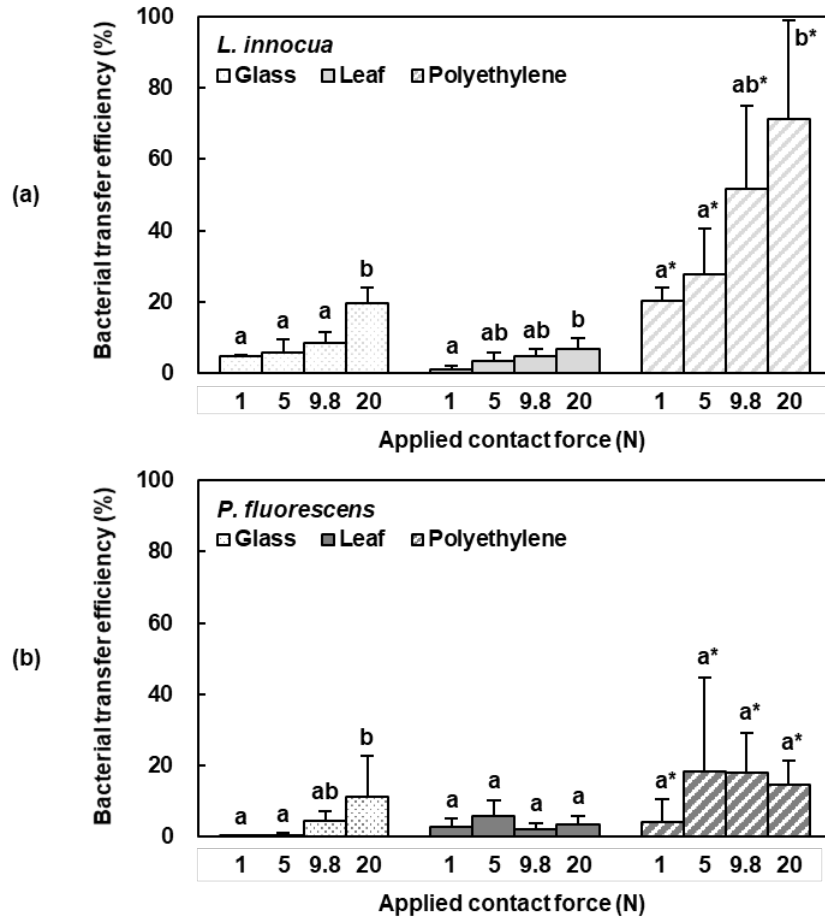 (a)
Bacterial transfer efficiency (%)
100
80
60
40
20
0
L. innocua
Glass Leaf Polyethylene
a a a b a ab ab b a* a* ab* b*
1 5 9.8 20 1 5 9.8 20 1 5 9.8 20
Applied contact force (N)
(b)
Bacterial transfer efficiency (%)
100
80
60
40
20
0
P. fluorescens
Glass Leaf Polyethylene
a a ab b a a a a a* a* a* a*
1 5 9.8 20 1 5 9.8 20 1 5 9.8 20
Applied contact force (N)